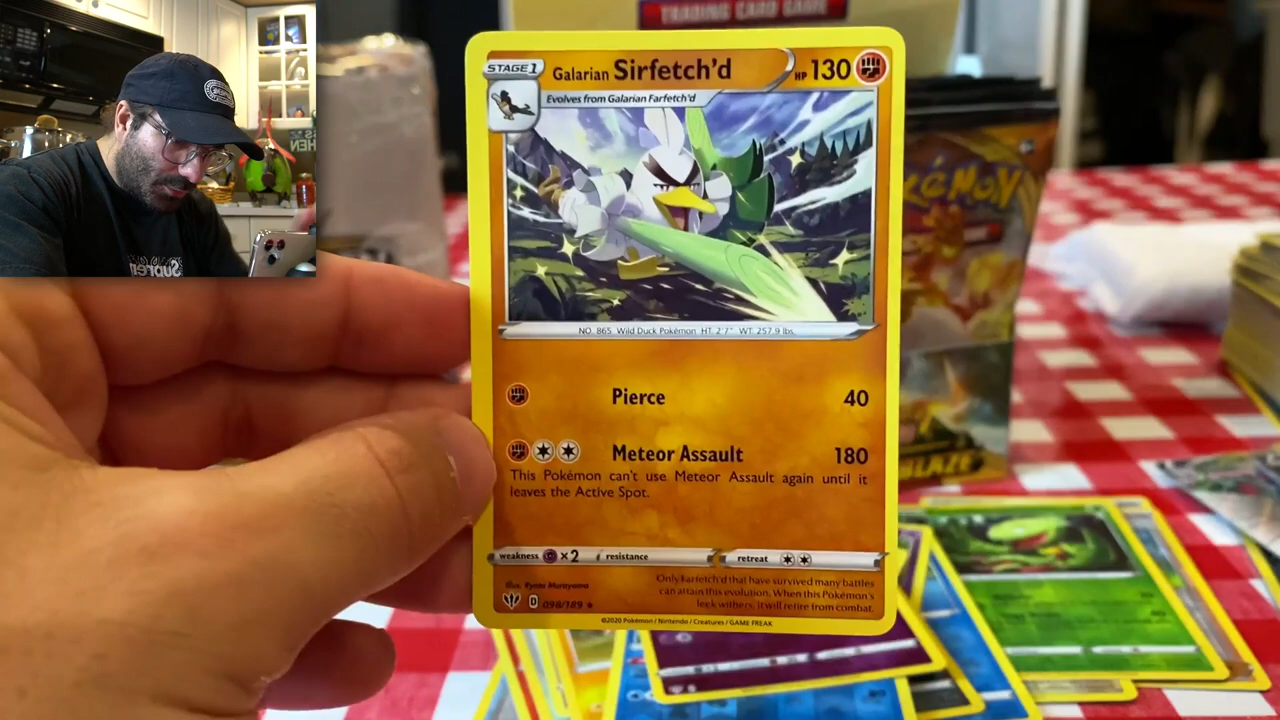 TRADING CARD GAME
STAGE 1
Galarian Sirfetch'd
HP 130
Evolves from Galarian Farfetch'd
NO. 865 Wild Duck Pokémon HT: 2'7" WT: 257.9 lbs.
Pierce 40
Meteor Assault 180
This Pokémon can't use Meteor Assault again until it
leaves the Active Spot.
weakness ×2 resistance retreat
Illus. Ryota Murayama
Only Farfetch'd that have survived many battles
can attain this evolution. When this Pokémon's
leek withers, it will retire from combat.
D 098/189 ★
©2020 Pokémon / Nintendo / Creatures / GAME FREAK
POKéMON
BLAZE